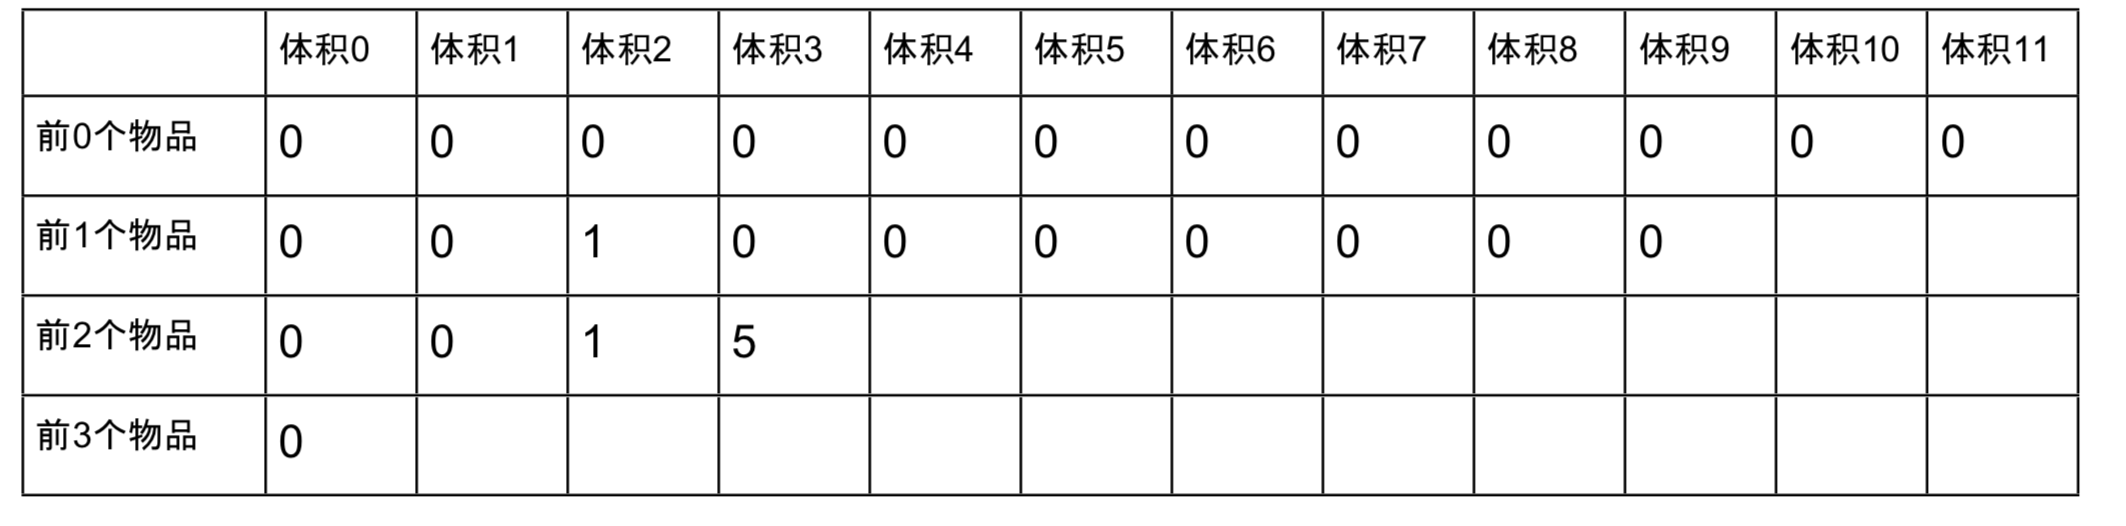 体积0 体积1 体积2 体积3 体积4 体积5 体积6 体积7 体积8 体积9 体积10 体积11
前0个物品 0 0 0 0 0 0 0 0 0 0 0 0
前1个物品 0 0 1 0 0 0 0 0 0 0
前2个物品 0 0 1 5
前3个物品 0